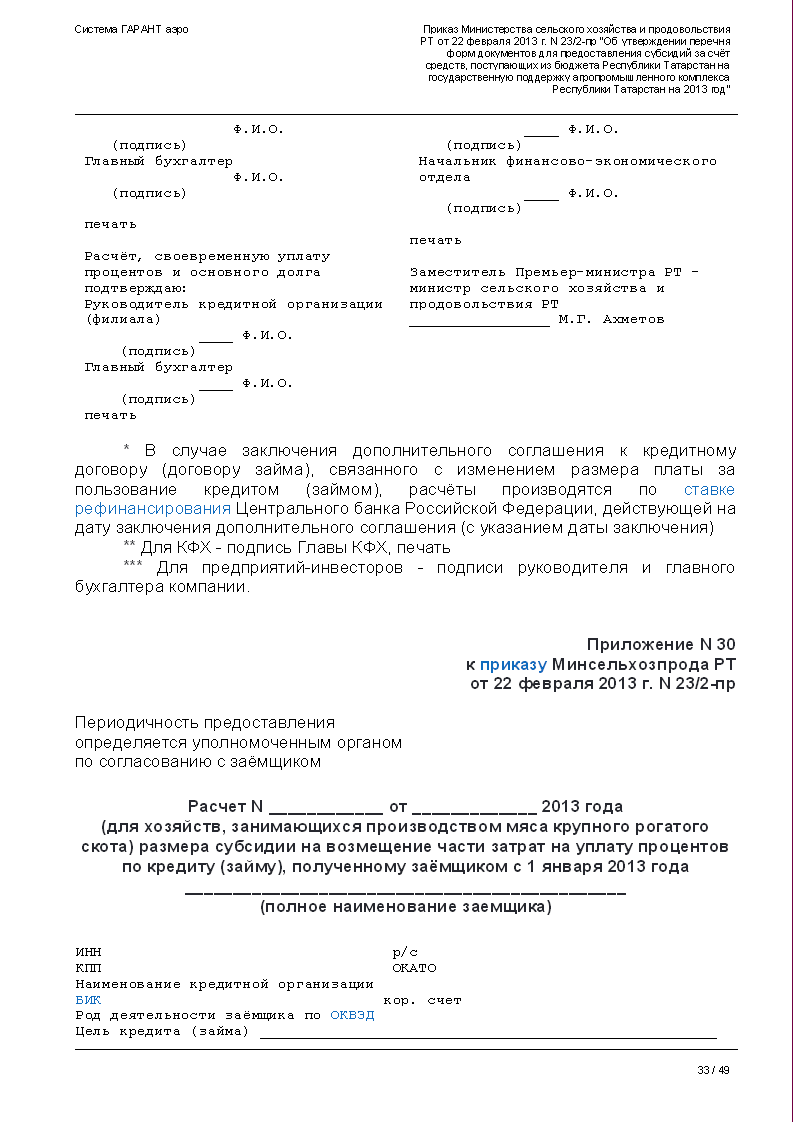 Система ГАРАНТ аэро
Приказ Министерства сельского хозяйства и продовольствия
РТ от 22 февраля 2013 г. N 23/2-пр "Об утверждении перечня
форм документов для предоставления субсидий за счёт
средств, поступающих из бюджета Республики Татарстан на
государственную поддержку агропромышленного комплекса
Республики Татарстан на 2013 год"
Ф.И.О.
(подпись)
Главный бухгалтер
Ф.И.О.
(подпись)
печать
Расчёт, своевременную уплату
процентов и основного долга
подтверждаю:
Руководитель кредитной организации
(филиала)
____ Ф.И.О.
(подпись)
Главный бухгалтер
____ Ф.И.О.
(подпись)
печать
____ Ф.И.О.
(подпись)
Начальник финансово-экономического
отдела
____ Ф.И.О.
(подпись)
печать
Заместитель Премьер-министра РТ -
министр сельского хозяйства и
продовольствия РТ
________________ М.Г. Ахметов
* В случае заключения дополнительного соглашения к кредитному
договору (договору займа), связанного с изменением размера платы за
пользование кредитом (займом), расчёты производятся по ставке
рефинансирования Центрального банка Российской Федерации, действующей на
дату заключения дополнительного соглашения (с указанием даты заключения)
** Для КФХ - подпись Главы КФХ, печать
*** Для предприятий-инвесторов - подписи руководителя и главного
бухгалтера компании.
Приложение N 30
к приказу Минсельхозпрода РТ
от 22 февраля 2013 г. N 23/2-пр
Периодичность предоставления
определяется уполномоченным органом
по согласованию с заёмщиком
Расчет N ____________ от _____________ 2013 года
(для хозяйств, занимающихся производством мяса крупного рогатого
скота) размера субсидии на возмещение части затрат на уплату процентов
по кредиту (займу), полученному заёмщиком с 1 января 2013 года
______________________________________________
(полное наименование заемщика)
ИНН р/с
КПП ОКАТО
Наименование кредитной организации
БИК кор. счет
Род деятельности заёмщика по ОКВЭД
Цель кредита (займа) ____________________________________________________
33 / 49